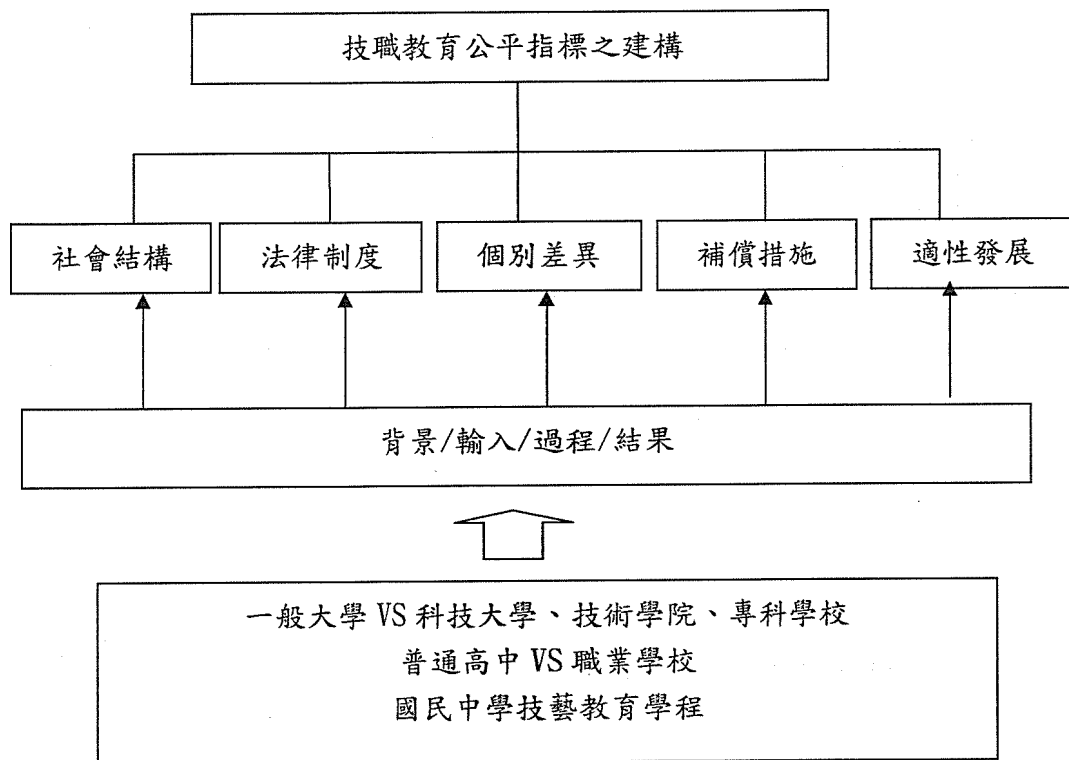 技職教育公平指標之建構
社會結構 法律制度 個別差異 補償措施 適性發展
背景/輸入/過程/結果
一般大學 VS 科技大學、技術學院、專科學校
普通高中 VS 職業學校
國民中學技藝教育學程